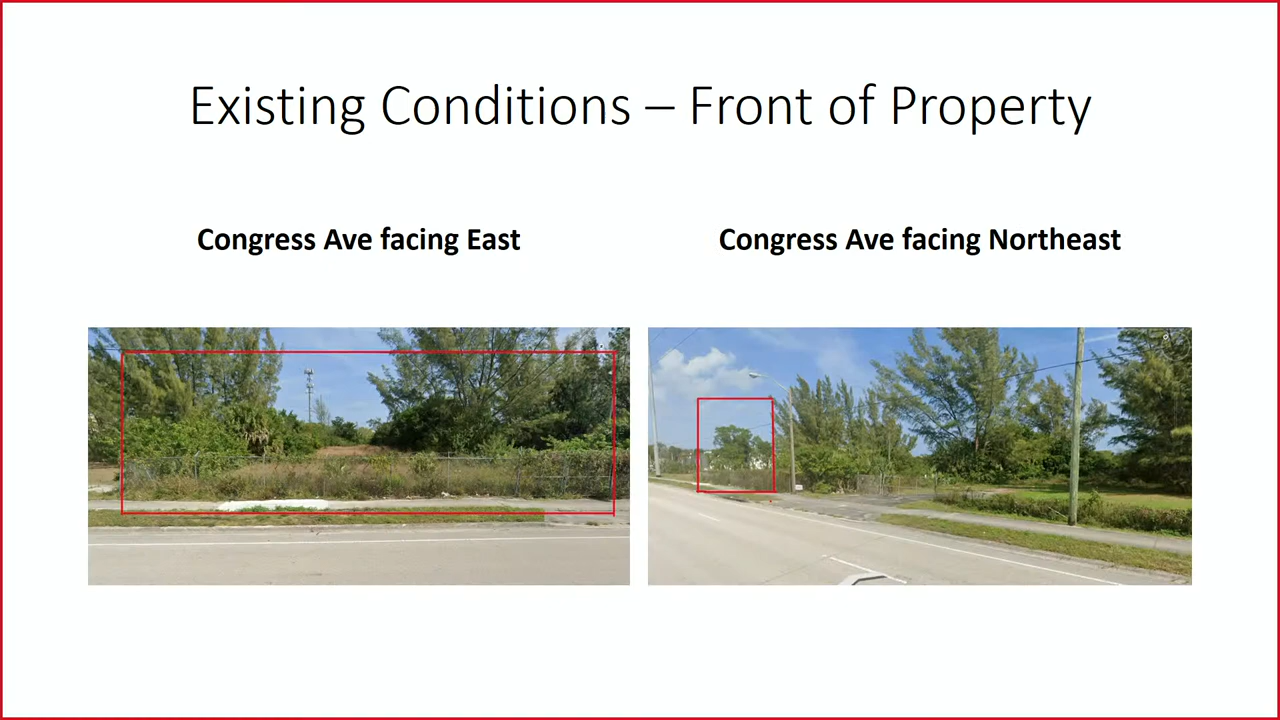 Existing Conditions – Front of Property
Congress Ave facing East
Congress Ave facing Northeast